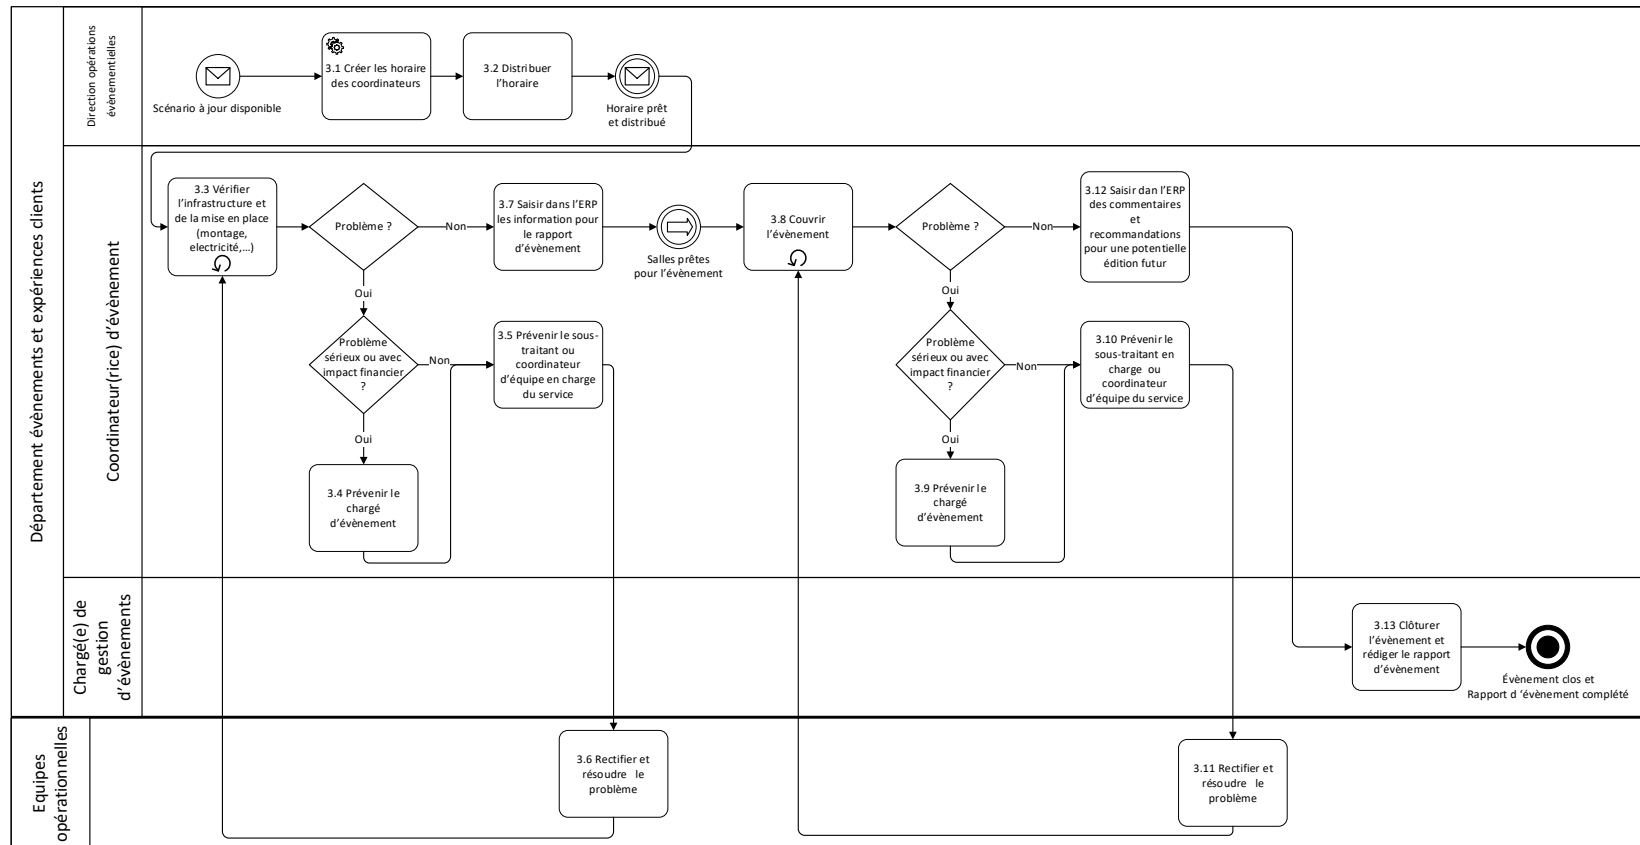 Département évènements et expériences clients
Direction opérations
évènementielles
Scénario à jour disponible
3.1 Créer les horaire
des coordinateurs
3.2 Distribuer
l’horaire
Horaire prêt
et distribué
Coordinateur(rice) d’évènement
3.3 Vérifier
l’infrastructure et
de la mise en place
(montage,
electricité,…)
Problème ?
Non
3.7 Saisir dans l’ERP
les information pour
le rapport
d’évènement
Salles prêtes
pour l’évènement
3.8 Couvrir
l’évènement
Problème ?
Non
3.12 Saisir dan l’ERP
des commentaires
et
recommandations
pour une potentielle
édition futur
Oui
Oui
Problème
sérieux ou avec
impact financier
?
Non
3.5 Prévenir le sous-
traitant ou
coordinateur
d’équipe en charge
du service
Problème
sérieux ou avec
impact financier
?
Non
3.10 Prévenir le
sous-traitant en
charge ou
coordinateur
d’équipe du service
Oui
Oui
3.4 Prévenir le
chargé
d’évènement
3.9 Prévenir le
chargé
d’évènement
Chargé(e) de
gestion
d’évènements
3.13 Clôturer
l’évènement et
rédiger le rapport
d’évènement
Évènement clos et
Rapport d ‘évènement complété
Equipes
opérationnelles
3.6 Rectifier et
résoudre le
problème
3.11 Rectifier et
résoudre le
problème